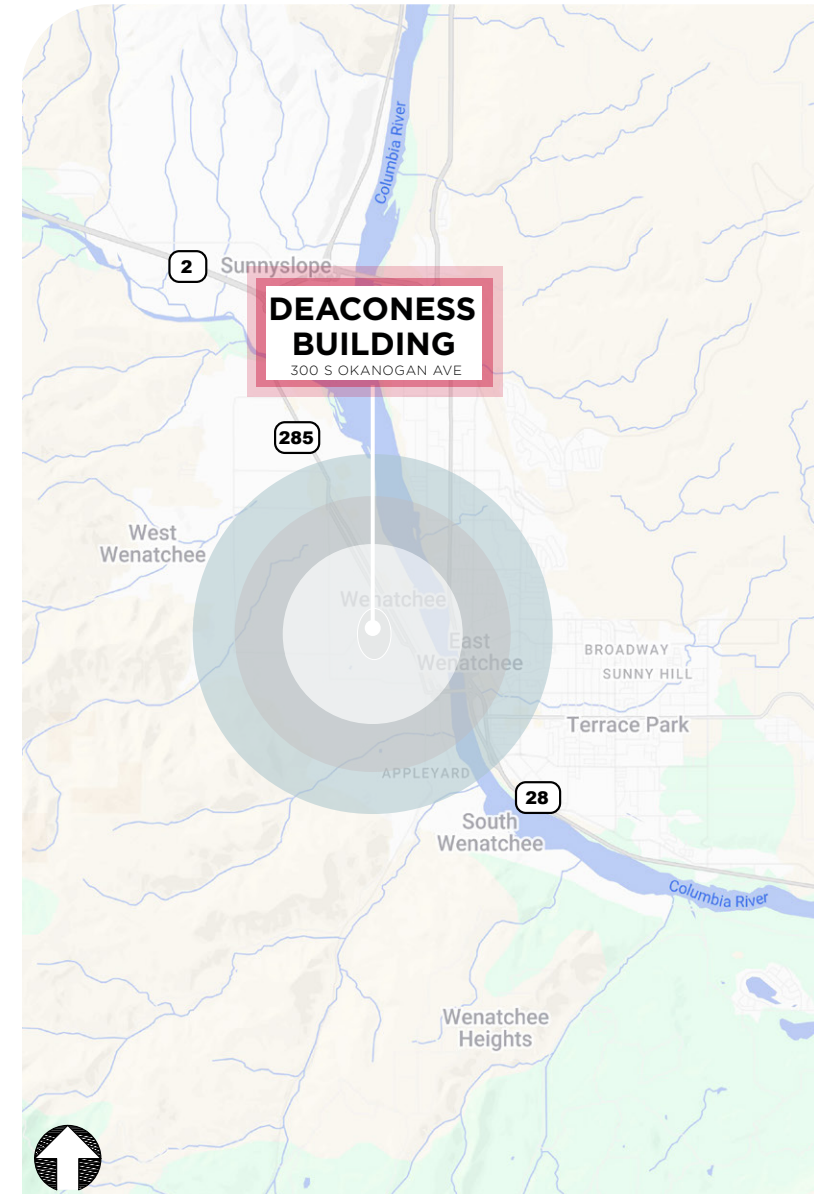 Columbia River
2
Sunnyslope
DEACONESS
BUILDING
300 S OKANOGAN AVE
285
West
Wenatchee
Wenatchee
East
Wenatchee
BROADWAY
SUNNY HILL
Terrace Park
APPLEYARD
28
South
Wenatchee
Columbia River
Wenatchee
Heights